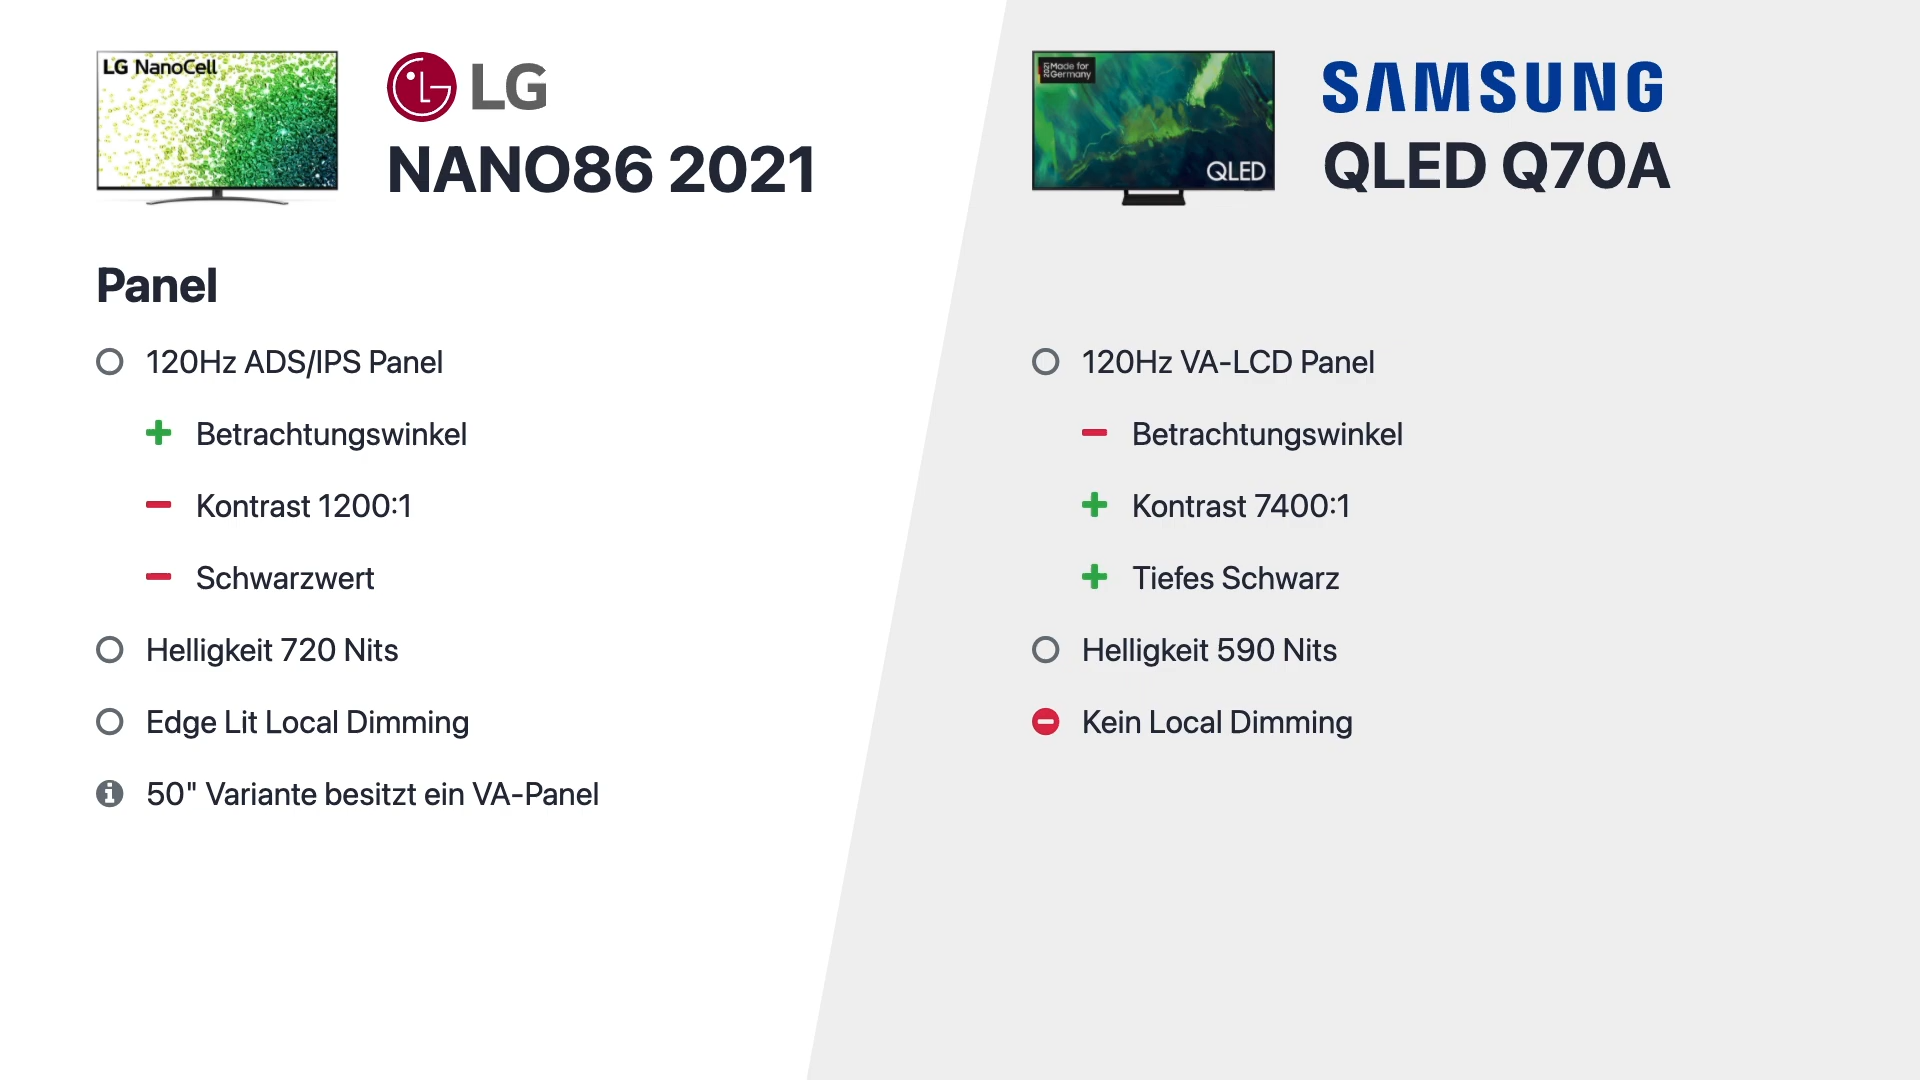 LG NanoCell
LG
NANO86 2021
Panel
120Hz ADS/IPS Panel
Betrachtungswinkel
Kontrast 1200:1
Schwarzwert
Helligkeit 720 Nits
Edge Lit Local Dimming
50" Variante besitzt ein VA-Panel
2021
Made for
Germany
QLED
SAMSUNG
QLED Q70A
120Hz VA-LCD Panel
Betrachtungswinkel
Kontrast 7400:1
Tiefes Schwarz
Helligkeit 590 Nits
Kein Local Dimming